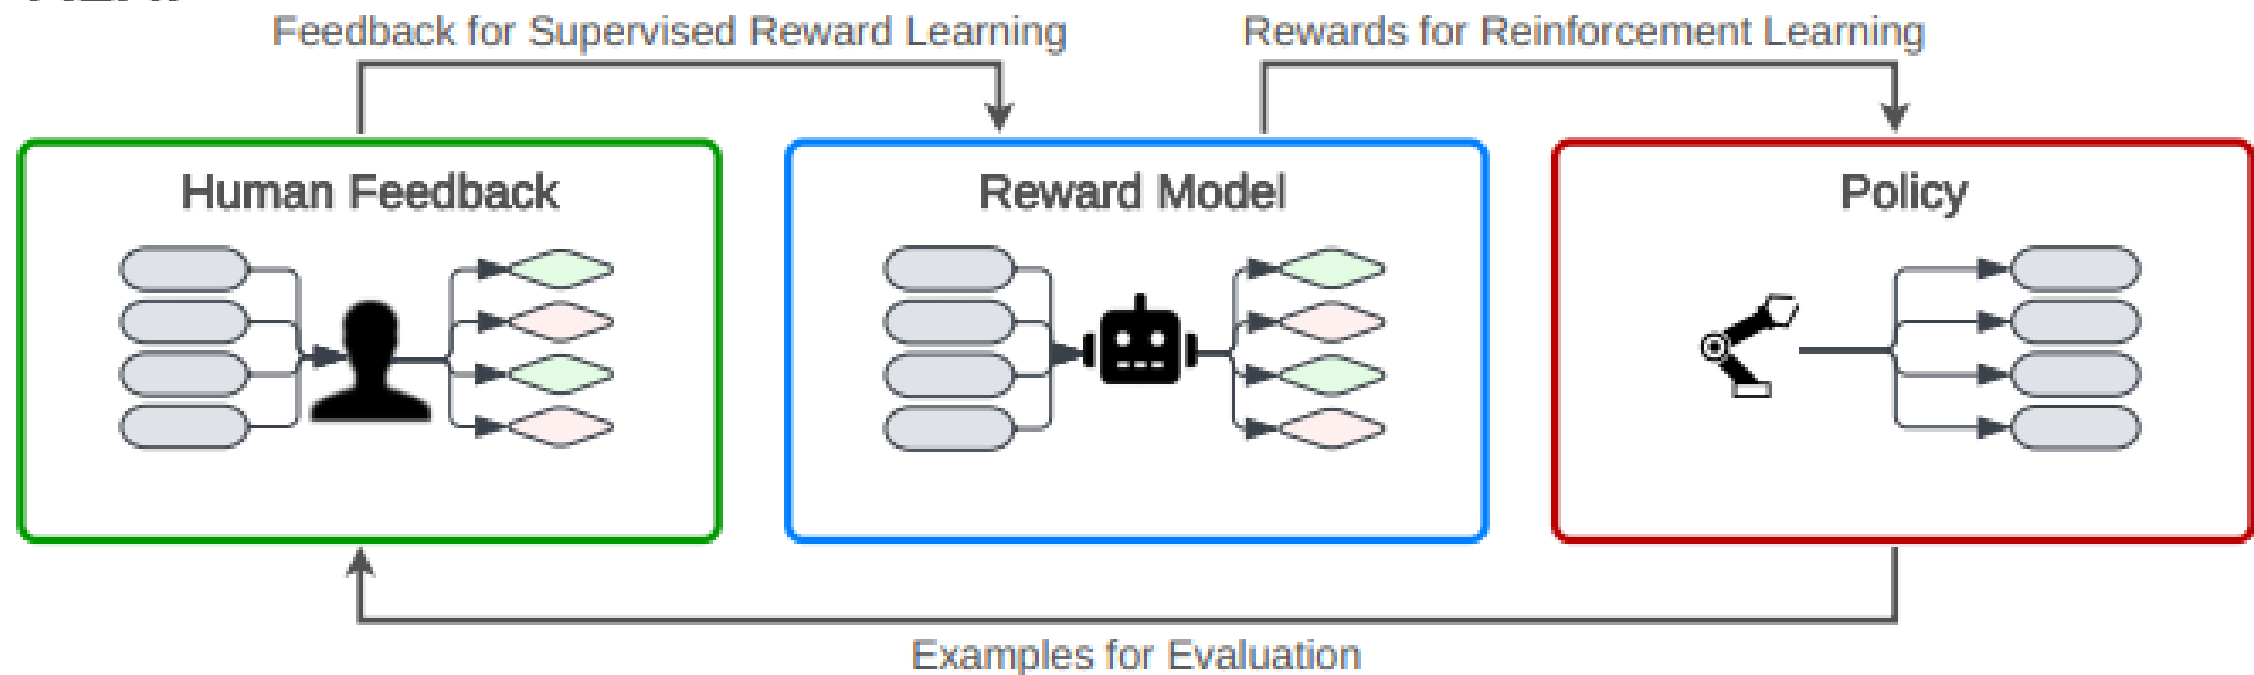 Feedback for Supervised Reward Learning
Rewards for Reinforcement Learning
Human Feedback
Reward Model
Policy
Examples for Evaluation